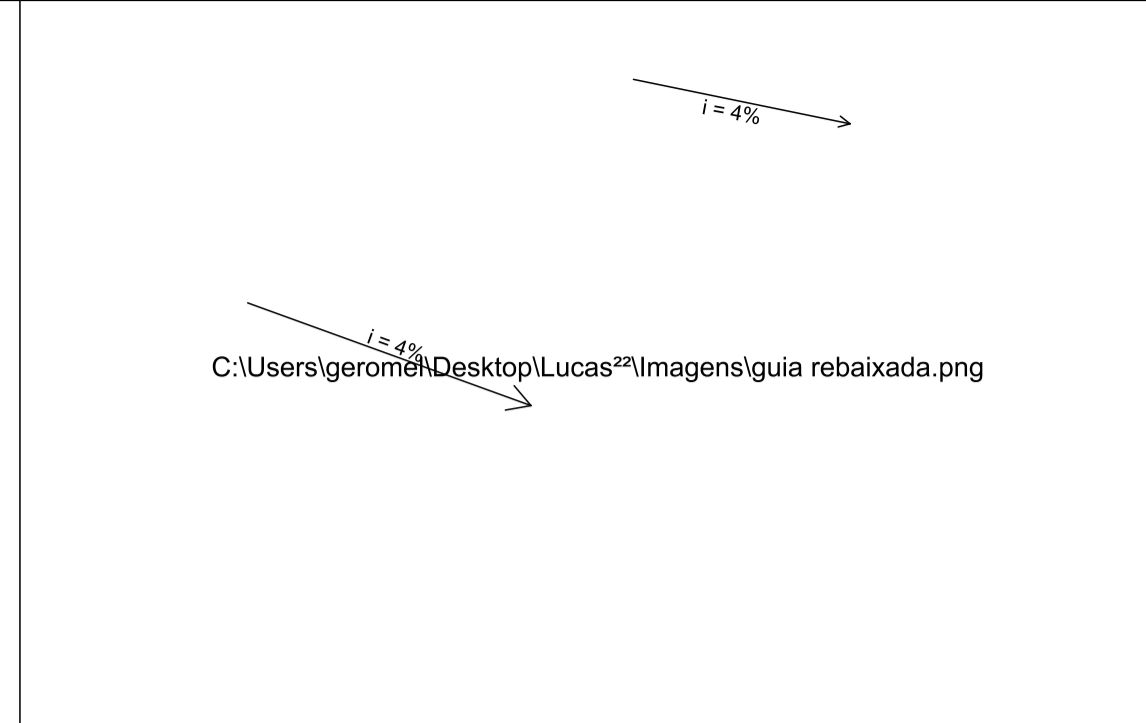 i = 4%
i = 4%
C:\Users\geromel\Desktop\Lucas²²\Imagens\guia rebaixada.png